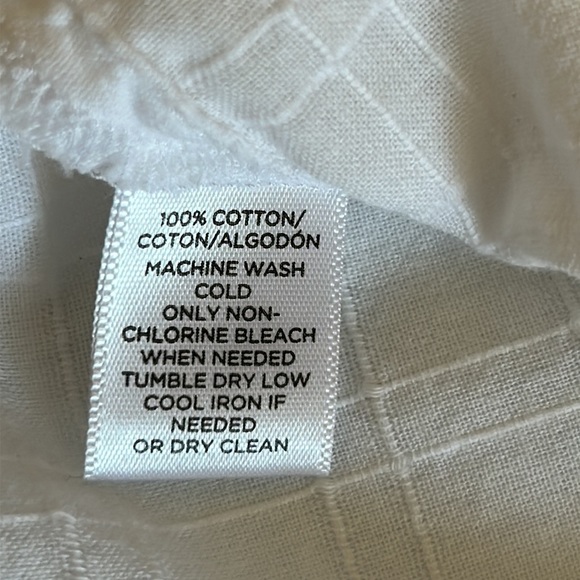 100% COTTON/
COTON/ALGODÓN
MACHINE WASH
COLD
ONLY NON-
CHLORINE BLEACH
WHEN NEEDED
TUMBLE DRY LOW
COOL IRON IF
NEEDED
OR DRY CLEAN